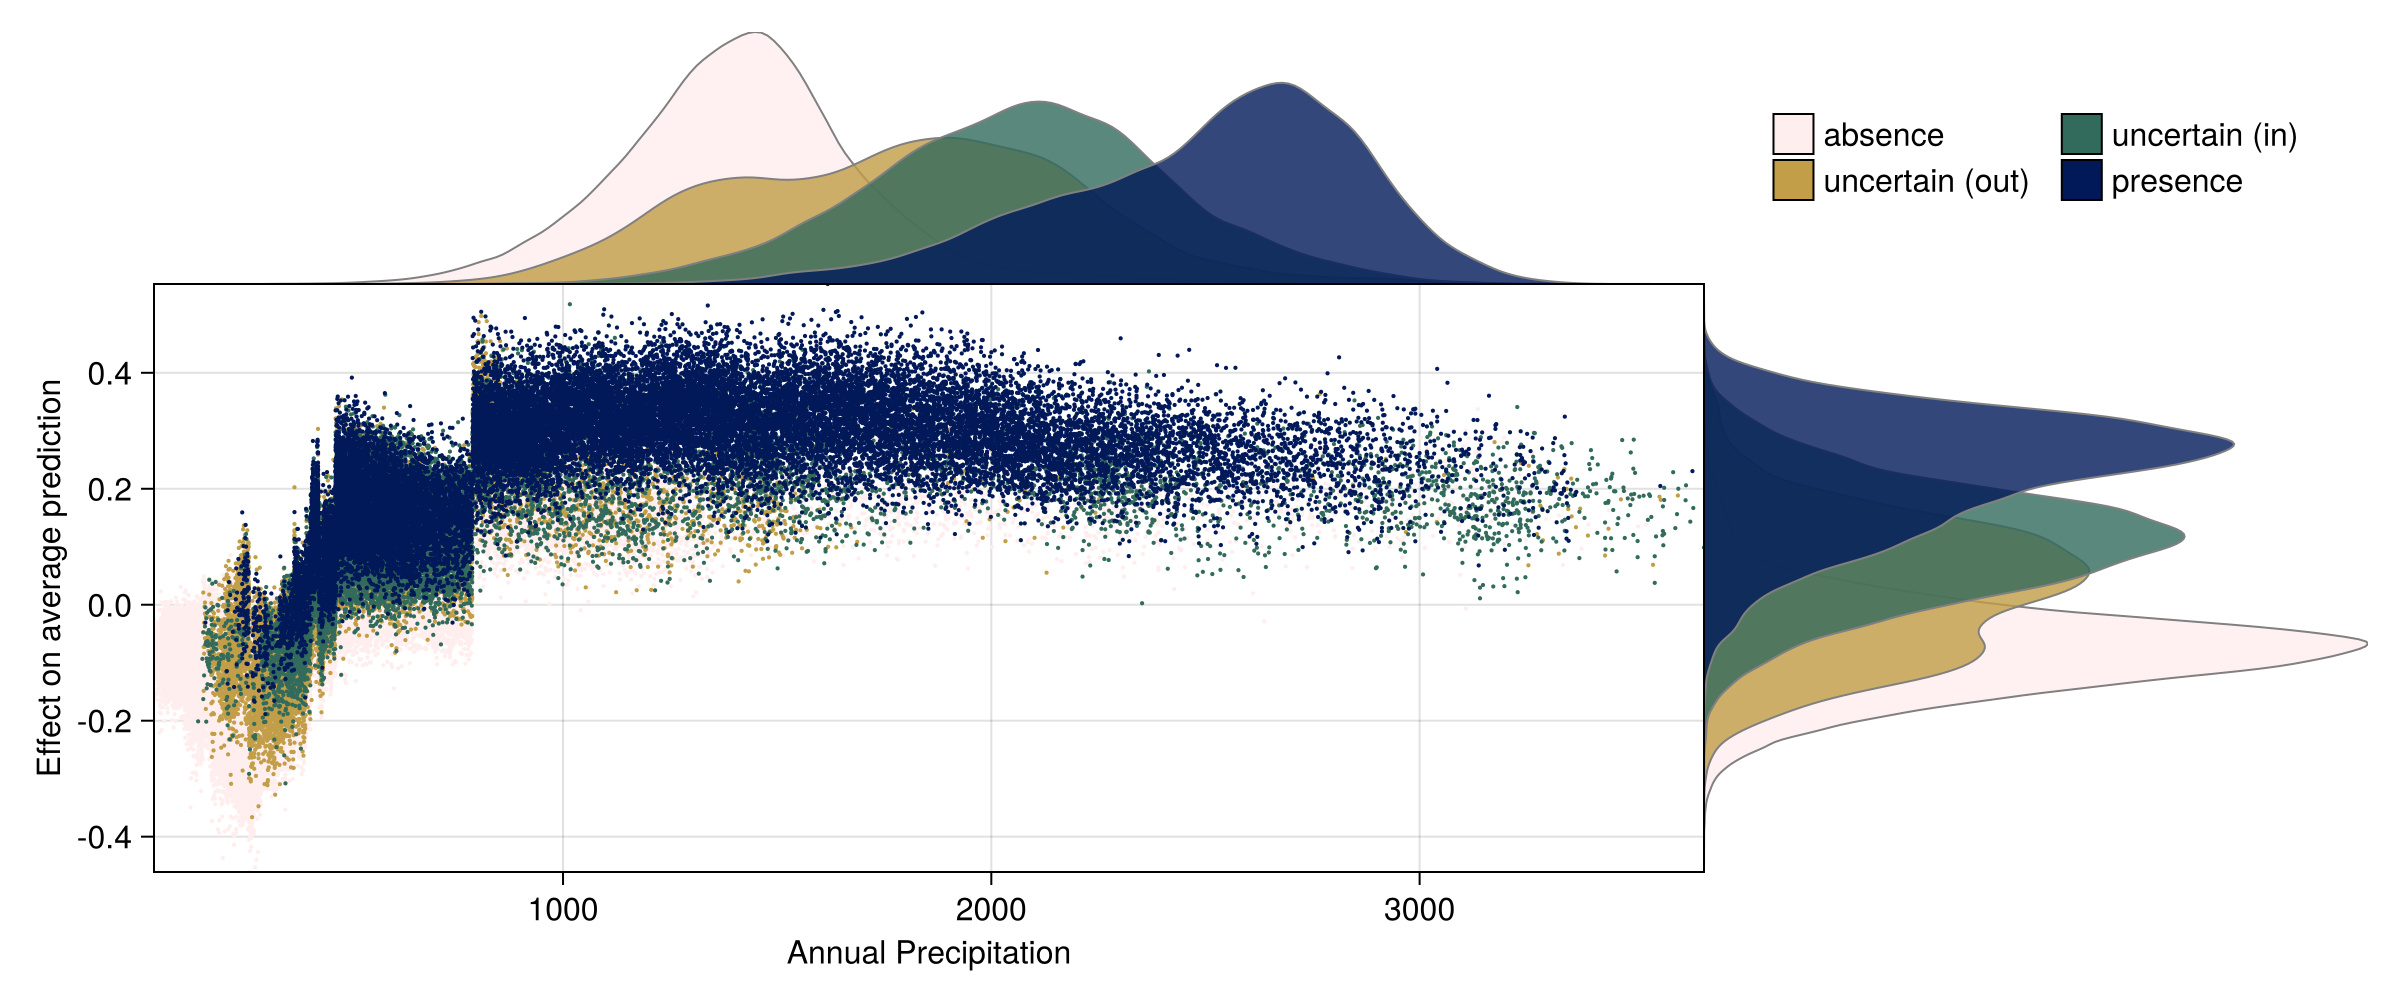 absence
uncertain (in)
uncertain (out)
presence
Effect on average prediction
0.4
0.2
0.0
-0.2
-0.4
1000
2000
3000
Annual Precipitation